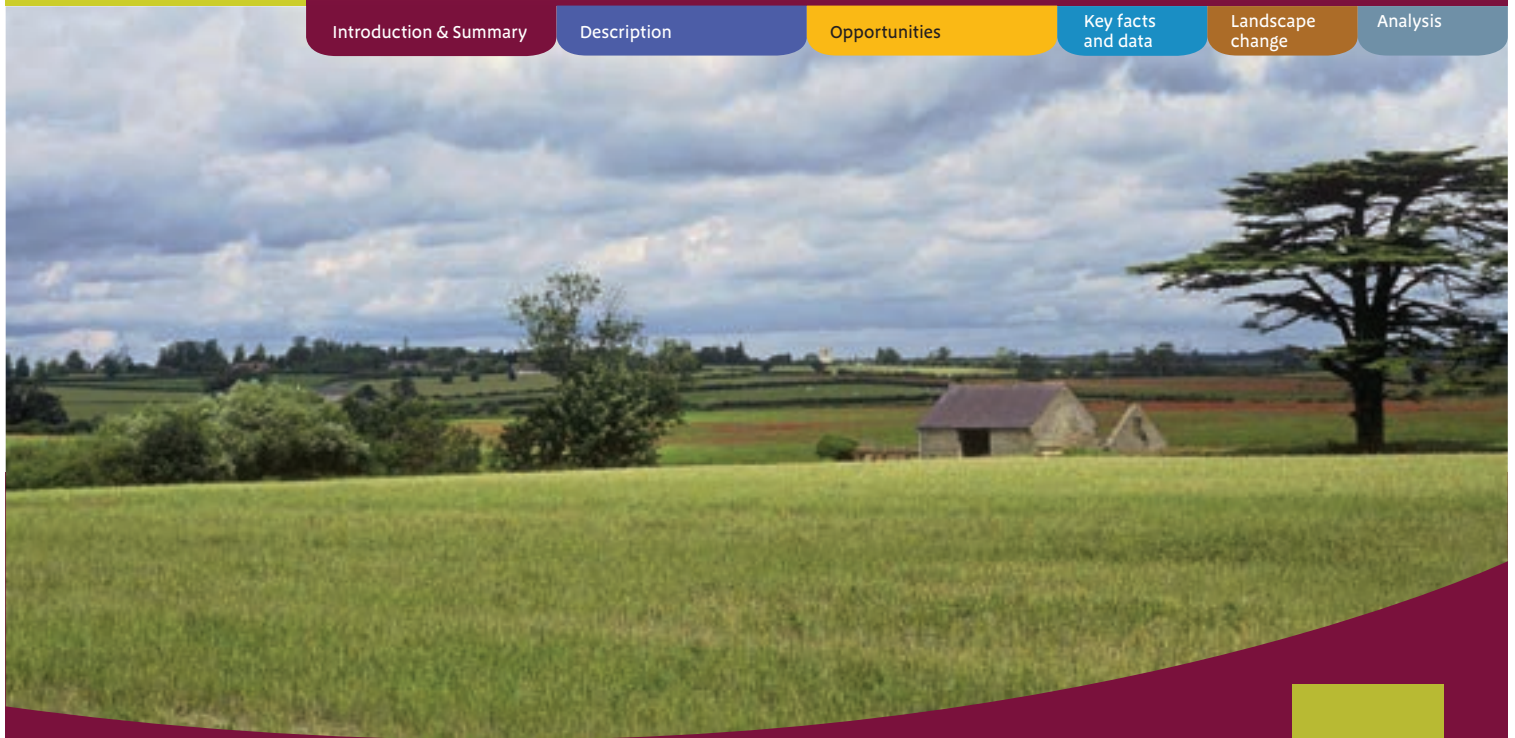 Introduction & Summary
Description
Opportunities
Key facts
and data
Landscape
change
Analysis